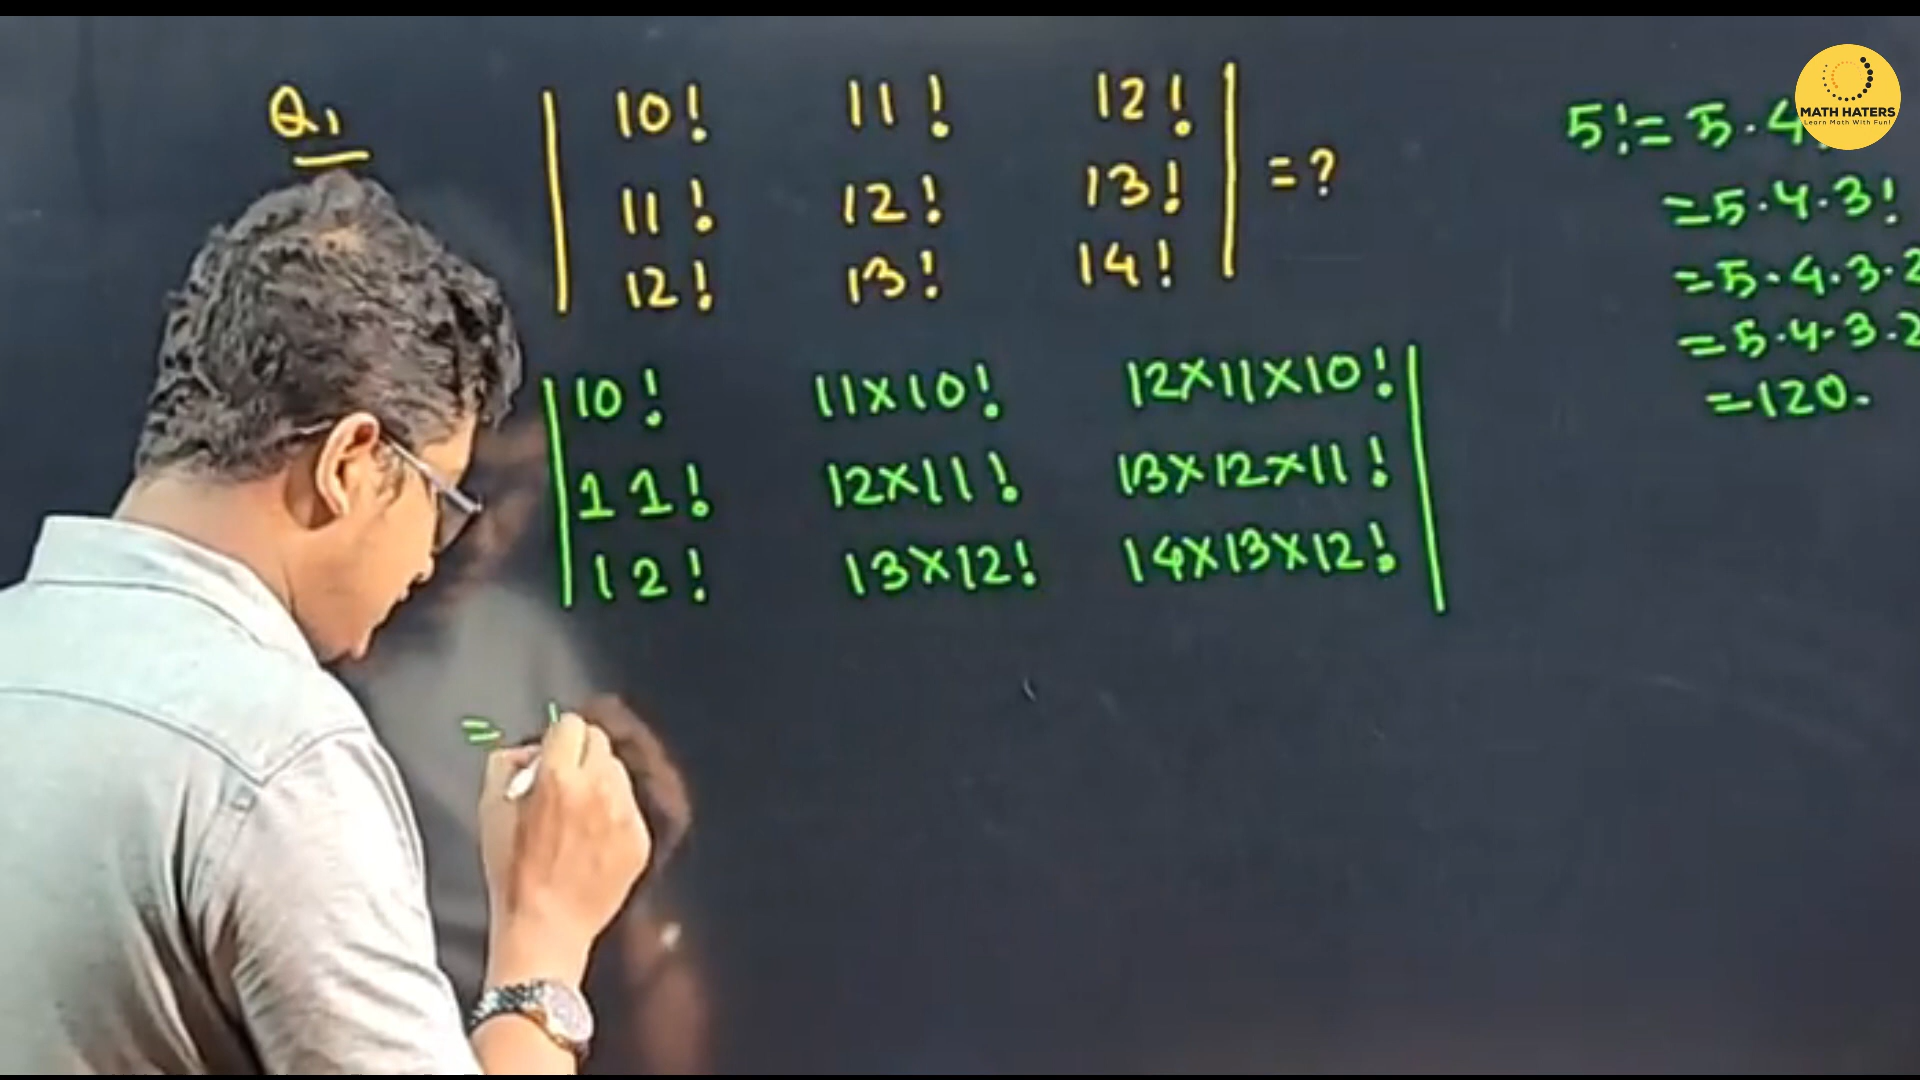 Q1
10! 11! 12!
11! 12! 13! = ?
12! 13! 14!
10! 11×10! 12×11×10!
11! 12×11! 13×12×11!
12! 13×12! 14×13×12!
=
5! = 5·4
= 5·4·3!
= 5·4·3·2
= 5·4·3·2
= 120.
MATH HATERS
Learn Math With Fun!